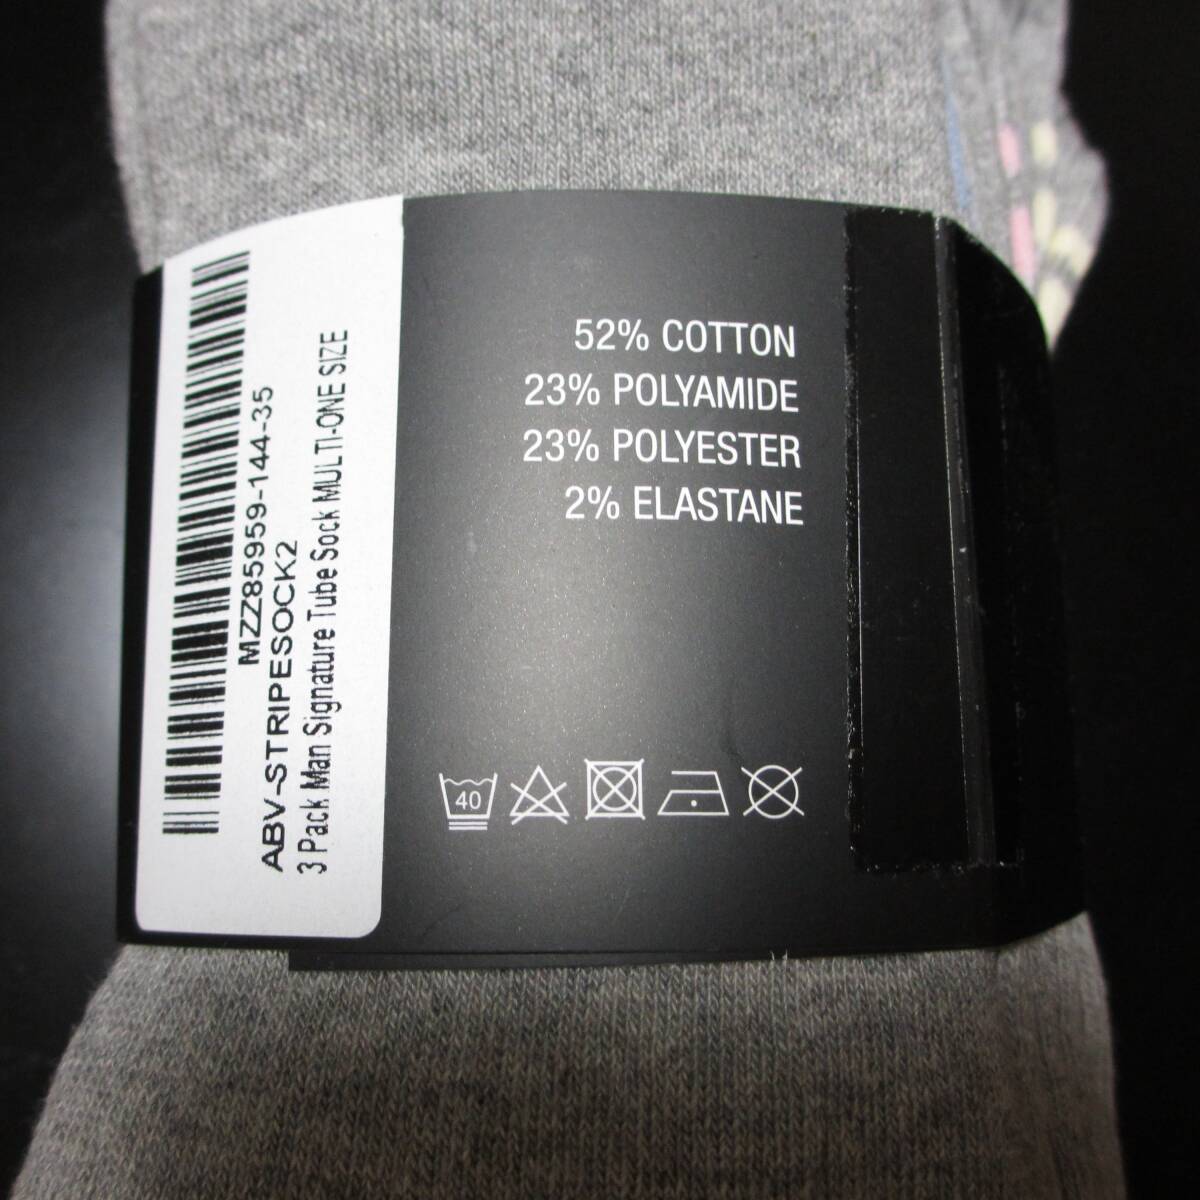 MZZ85959-144-35
ABV-STRIPESOCK2
3 Pack Man Signature Tube Sock MULTI-ONE SIZE
52% COTTON
23% POLYAMIDE
23% POLYESTER
2% ELASTANE
40